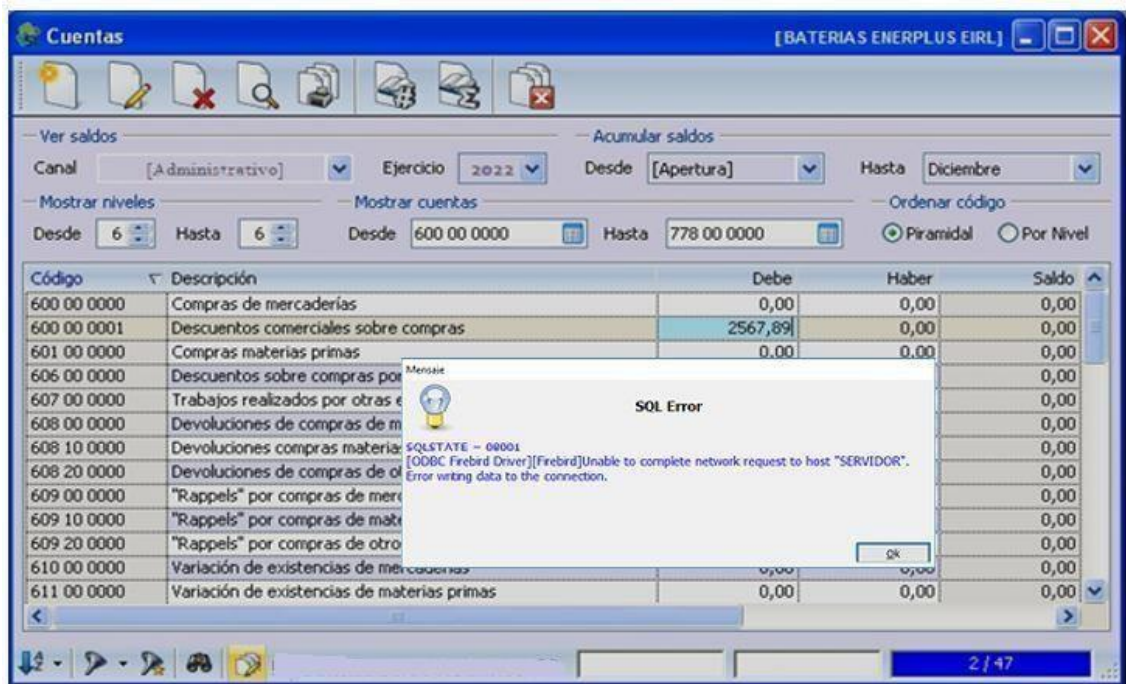 Cuentas [BATERIAS ENERPLUS EIRL]
Ver saldos Acumular saldos
Canal [Administrativo] Ejercicio 2022 Desde [Apertura] Hasta Diciembre
Mostrar niveles Mostrar cuentas Ordenar código
Desde 6 Hasta 6 Desde 600 00 0000 Hasta 778 00 0000 Piramidal Por Nivel
Código Descripción Debe Haber Saldo
600 00 0000 Compras de mercaderías 0,00 0,00 0,00
600 00 0001 Descuentos comerciales sobre compras 2567,89 0,00 0,00
601 00 0000 Compras materias primas 0,00 0,00 0,00
606 00 0000 Descuentos sobre compras por 0,00
607 00 0000 Trabajos realizados por otras e 0,00
608 00 0000 Devoluciones de compras de m 0,00
608 10 0000 Devoluciones compras materia 0,00
608 20 0000 Devoluciones de compras de ot 0,00
609 00 0000 "Rappels" por compras de merc 0,00
609 10 0000 "Rappels" por compras de mate 0,00
609 20 0000 "Rappels" por compras de otro 0,00
610 00 0000 Variación de existencias de mercaderías 0,00 0,00 0,00
611 00 0000 Variación de existencias de materias primas 0,00 0,00 0,00
Mensaje
SQL Error
SQLSTATE = 08001
[ODBC Firebird Driver][Firebird]Unable to complete network request to host "SERVIDOR".
Error writing data to the connection.
Ok
2 / 47